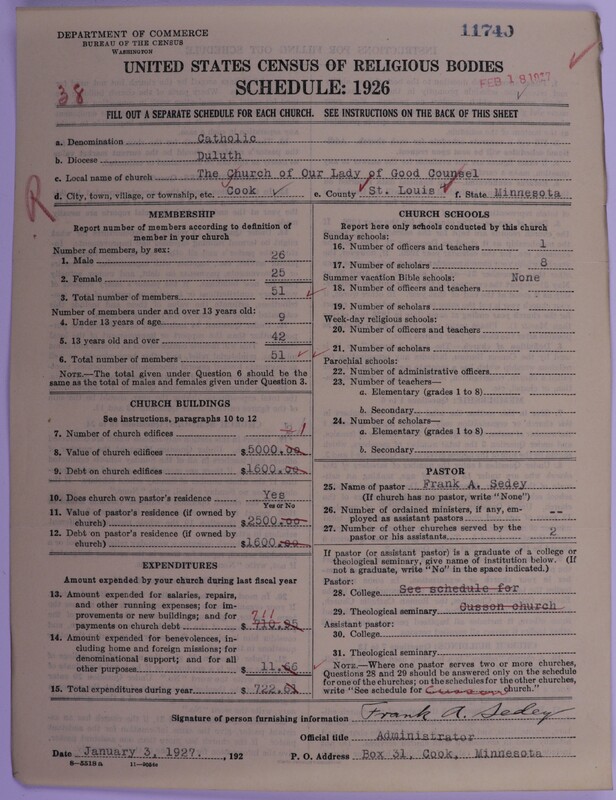 DEPARTMENT OF COMMERCE
BUREAU OF THE CENSUS
WASHINGTON
11740
UNITED STATES CENSUS OF RELIGIOUS BODIES
SCHEDULE: 1926
FEB 18 1927
38
FILL OUT A SEPARATE SCHEDULE FOR EACH CHURCH. SEE INSTRUCTIONS ON THE BACK OF THIS SHEET
a. Denomination Catholic
b. Diocese Duluth
c. Local name of church The Church of Our Lady of Good Counsel
R
d. City, town, village, or township, etc. Cook e. County St. Louis f. State Minnesota
MEMBERSHIP
Report number of members according to definition of
member in your church
Number of members, by sex:
1. Male 26
2. Female 25
3. Total number of members 51
Number of members under and over 13 years old:
4. Under 13 years of age 9
5. 13 years old and over 42
6. Total number of members 51
NOTE.—The total given under Question 6 should be
the same as the total of males and females given under Question 3.
CHURCH BUILDINGS
See instructions, paragraphs 10 to 12
7. Number of church edifices 1
8. Value of church edifices $5000.00
9. Debt on church edifices $1600.00
10. Does church own pastor's residence Yes
Yes or No
11. Value of pastor's residence (if owned by
church) $2500.00
12. Debt on pastor's residence (if owned by
church) $1600.00
EXPENDITURES
Amount expended by your church during last fiscal year
13. Amount expended for salaries, repairs,
and other running expenses; for im-
provements or new buildings; and for
payments on church debt $ 710.95
711
14. Amount expended for benevolences, in-
cluding home and foreign missions; for
denominational support; and for all
other purposes $ 11.66
15. Total expenditures during year $ 722.61
CHURCH SCHOOLS
Report here only schools conducted by this church
Sunday schools:
16. Number of officers and teachers 1
17. Number of scholars 8
Summer vacation Bible schools: None
18. Number of officers and teachers
19. Number of scholars
Week-day religious schools:
20. Number of officers and teachers
21. Number of scholars
Parochial schools:
22. Number of administrative officers
23. Number of teachers—
a. Elementary (grades 1 to 8)
b. Secondary
24. Number of scholars—
a. Elementary (grades 1 to 8)
b. Secondary
PASTOR
25. Name of pastor Frank A. Sedey
(If church has no pastor, write "None")
26. Number of ordained ministers, if any, em-
ployed as assistant pastors --
27. Number of other churches served by the
pastor or his assistants 2
If pastor (or assistant pastor) is a graduate of a college or
theological seminary, give name of institution below. (If
not a graduate, write "No" in the space indicated.)
Pastor:
28. College See schedule for
29. Theological seminary Cusson church
Assistant pastor:
30. College
31. Theological seminary
NOTE.—Where one pastor serves two or more churches,
Questions 28 and 29 should be answered only on the schedule
for one of the churches; on the schedules for the other churches,
write "See schedule for Cusson church."
Signature of person furnishing information Frank A. Sedey
Official title Administrator
Date January 3, 1927. , 192 P. O. Address Box 31, Cook, Minnesota
8—5518 a